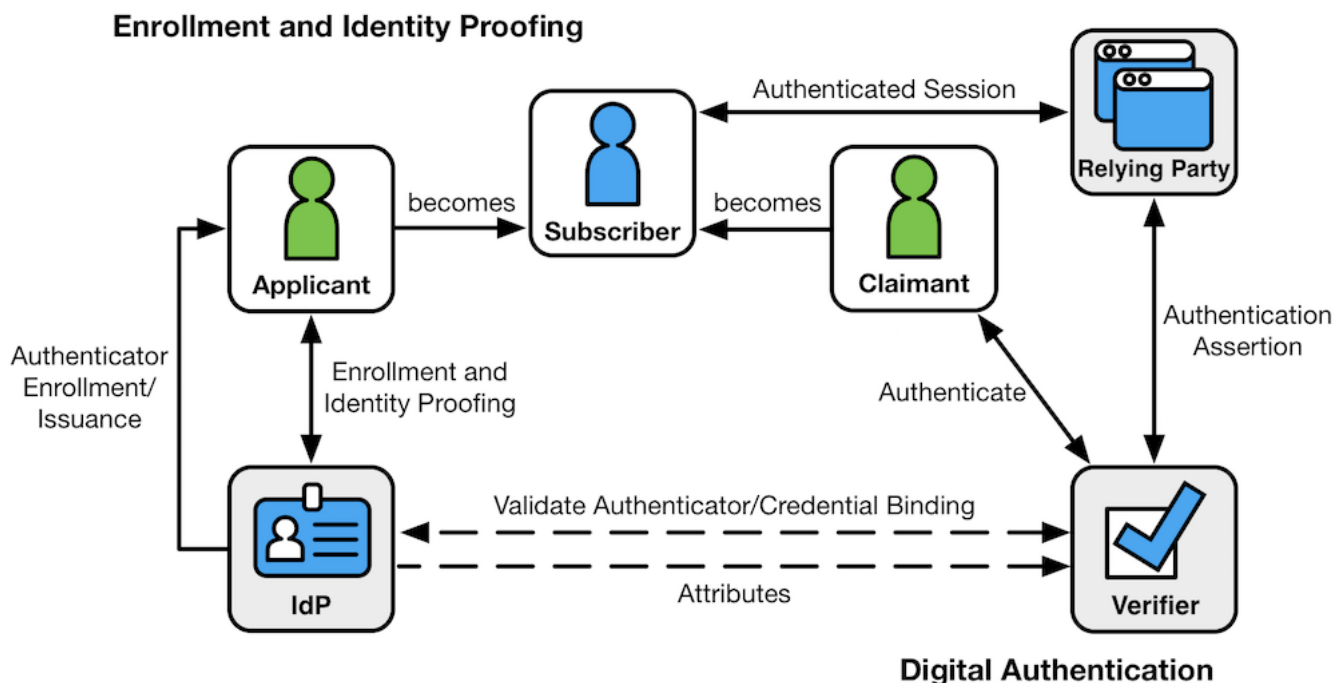 Enrollment and Identity Proofing
Authenticated Session
Relying Party
becomes
becomes
Subscriber
Applicant
Claimant
Authenticator
Enrollment/
Issuance
Enrollment and
Identity Proofing
Authenticate
Authentication
Assertion
Validate Authenticator/Credential Binding
Attributes
IdP
Verifier
Digital Authentication